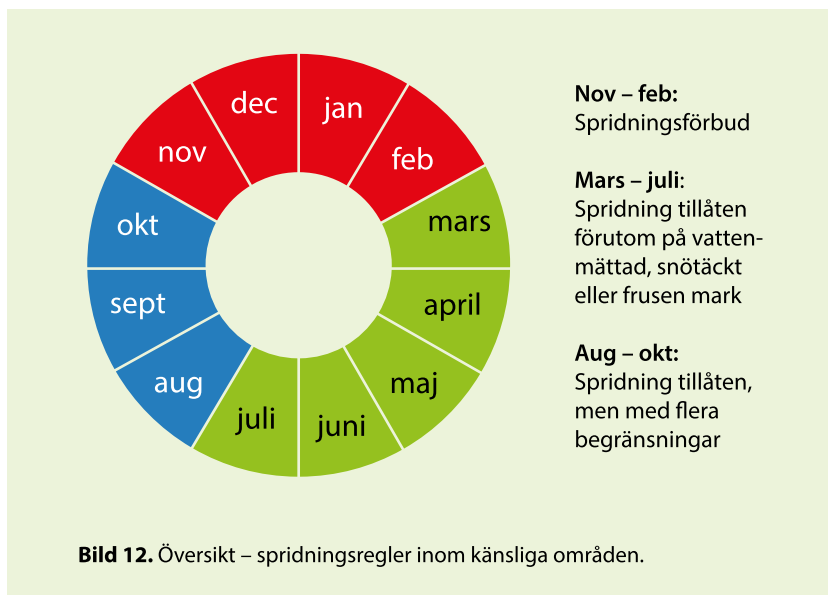 dec
jan
nov
feb
okt
mars
sept
april
aug
maj
juli
juni
Nov – feb:
Spridningsförbud
Mars – juli:
Spridning tillåten
förutom på vatten-
mättad, snötäckt
eller frusen mark
Aug – okt:
Spridning tillåten,
men med flera
begränsningar
Bild 12. Översikt – spridningsregler inom känsliga områden.